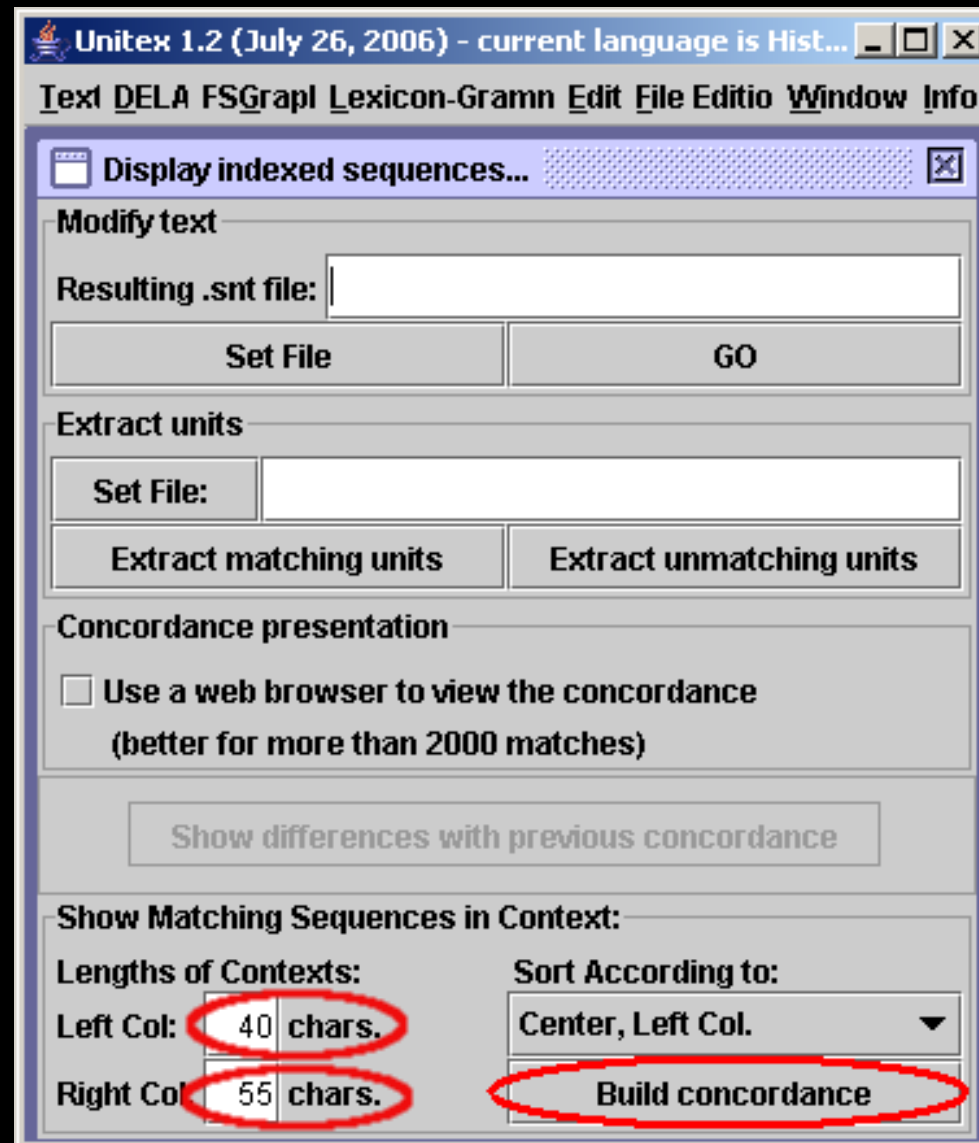 Unitex 1.2 (July 26, 2006) - current language is Hist...
Text DELA FSGrapl Lexicon-Gramn Edit File Editio Window Info
Display indexed sequences...
Modify text
Resulting .snt file:
Set File GO
Extract units
Set File:
Extract matching units Extract unmatching units
Concordance presentation
Use a web browser to view the concordance
(better for more than 2000 matches)
Show differences with previous concordance
Show Matching Sequences in Context:
Lengths of Contexts: Sort According to:
Left Col: 40 chars. Center, Left Col.
Right Col 55 chars. Build concordance